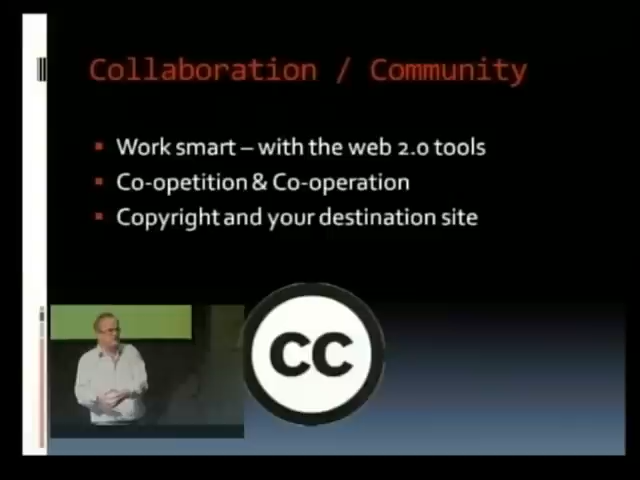 Collaboration / Community
Work smart – with the web 2.0 tools
Co-opetition & Co-operation
Copyright and your destination site
CC